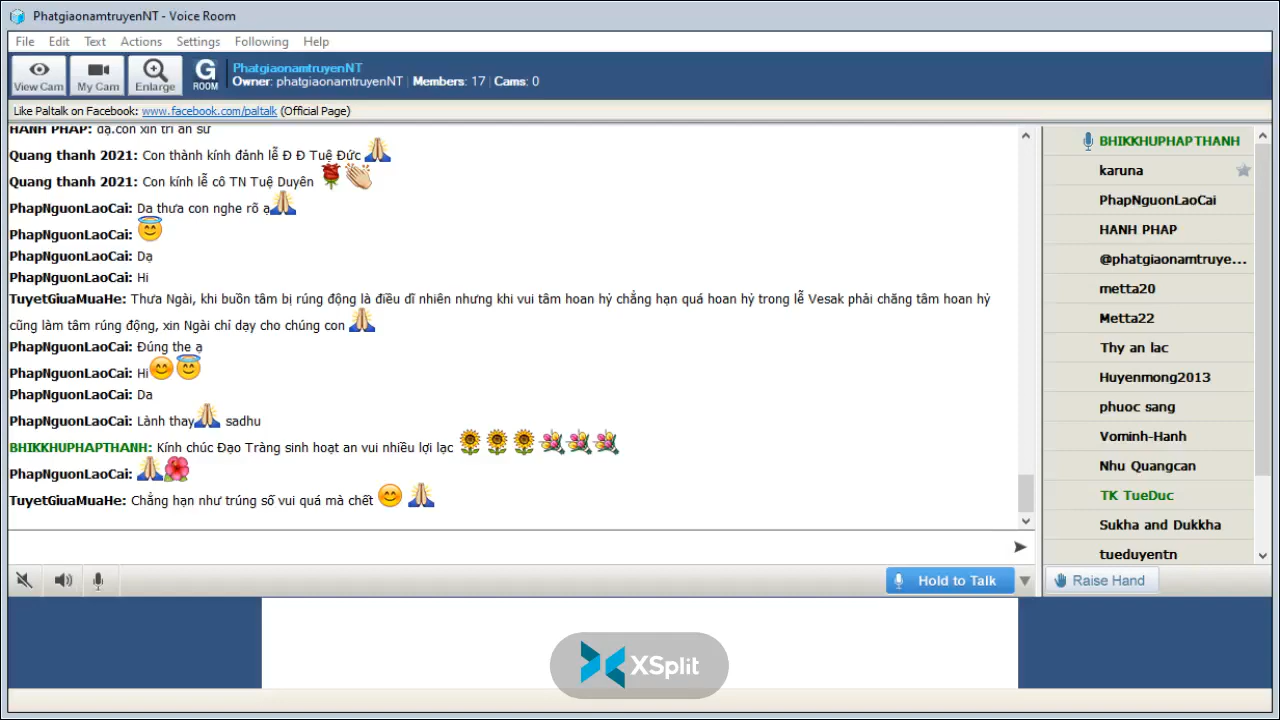 PhatgiaonamtruyenNT - Voice Room
File Edit Text Actions Settings Following Help
View Cam
My Cam
Enlarge
G ROOM
PhatgiaonamtruyenNT
Owner: phatgiaonamtruyenNT | Members: 17 | Cams: 0
Like Paltalk on Facebook: www.facebook.com/paltalk (Official Page)
HANH PHAP: dạ.con xin tri ân sư
Quang thanh 2021: Con thành kính đảnh lễ Đ Đ Tuệ Đức
Quang thanh 2021: Con kính lễ cô TN Tuệ Duyên
PhapNguonLaoCai: Da thưa con nghe rõ ạ
PhapNguonLaoCai:
PhapNguonLaoCai: Dạ
PhapNguonLaoCai: Hi
TuyetGiuaMuaHe: Thưa Ngài, khi buồn tâm bị rúng động là điều dĩ nhiên nhưng khi vui tâm hoan hỷ chẳng hạn quá hoan hỷ trong lễ Vesak phải chăng tâm hoan hỷ
cũng làm tâm rúng động, xin Ngài chỉ dạy cho chúng con
PhapNguonLaoCai: Đúng the ạ
PhapNguonLaoCai: Hi
PhapNguonLaoCai: Da
PhapNguonLaoCai: Lành thay sadhu
BHIKKHUPHAPTHANH: Kính chúc Đạo Tràng sinh hoạt an vui nhiều lợi lạc
PhapNguonLaoCai:
TuyetGiuaMuaHe: Chẳng hạn như trúng số vui quá mà chết
Hold to Talk
BHIKKHUPHAPTHANH
karuna
PhapNguonLaoCai
HANH PHAP
@phatgiaonamtruye...
metta20
Metta22
Thy an lac
Huyenmong2013
phuoc sang
Vominh-Hanh
Nhu Quangcan
TK TueDuc
Sukha and Dukkha
tueduyentn
Raise Hand
XSplit